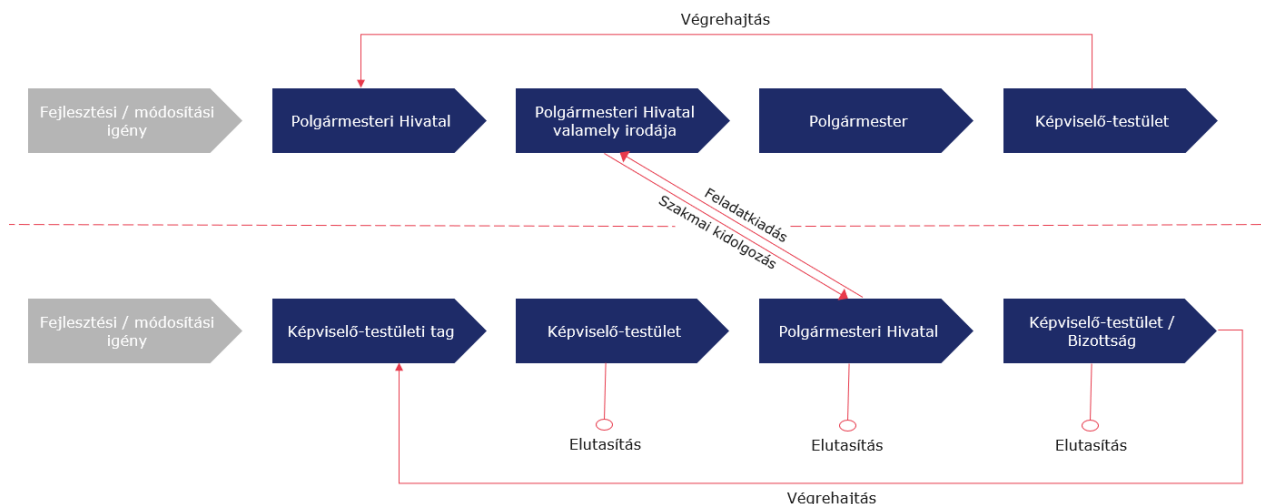 Végrehajtás
Fejlesztési / módosítási
igény
Polgármesteri Hivatal
Polgármesteri Hivatal
valamely irodája
Polgármester
Képviselő-testület
Feladatkiadás
Szakmai kidolgozás
Fejlesztési / módosítási
igény
Képviselő-testületi tag
Képviselő-testület
Polgármesteri Hivatal
Képviselő-testület /
Bizottság
Elutasítás
Elutasítás
Elutasítás
Végrehajtás